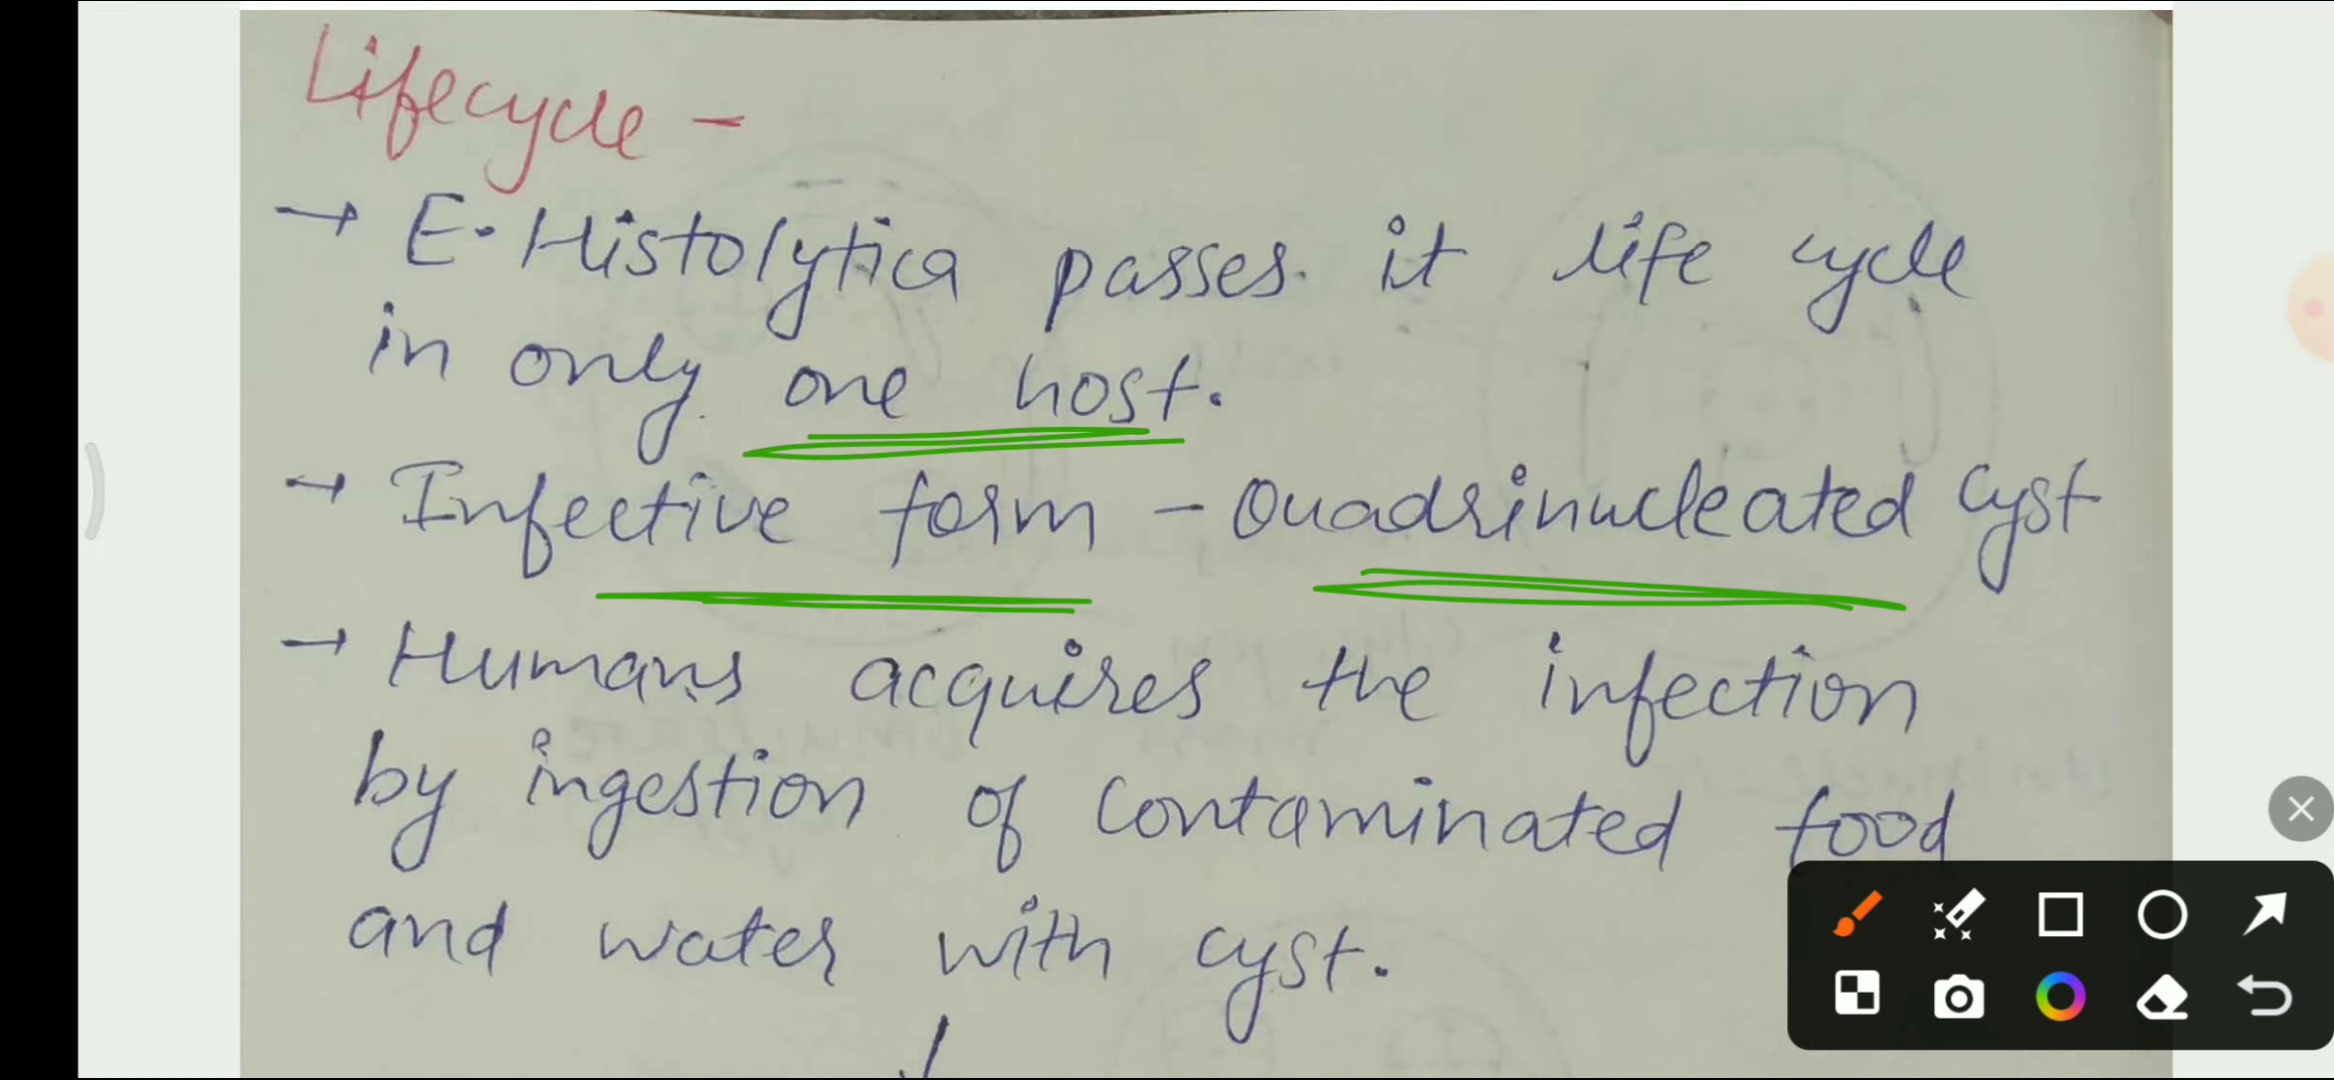 Lifecycle -
→ E. Histolytica passes it life cycle
in only one host.
→ Infective form - Quadrinucleated Cyst
→ Humans acquires the infection
by ingestion of contaminated food
and water with cyst.